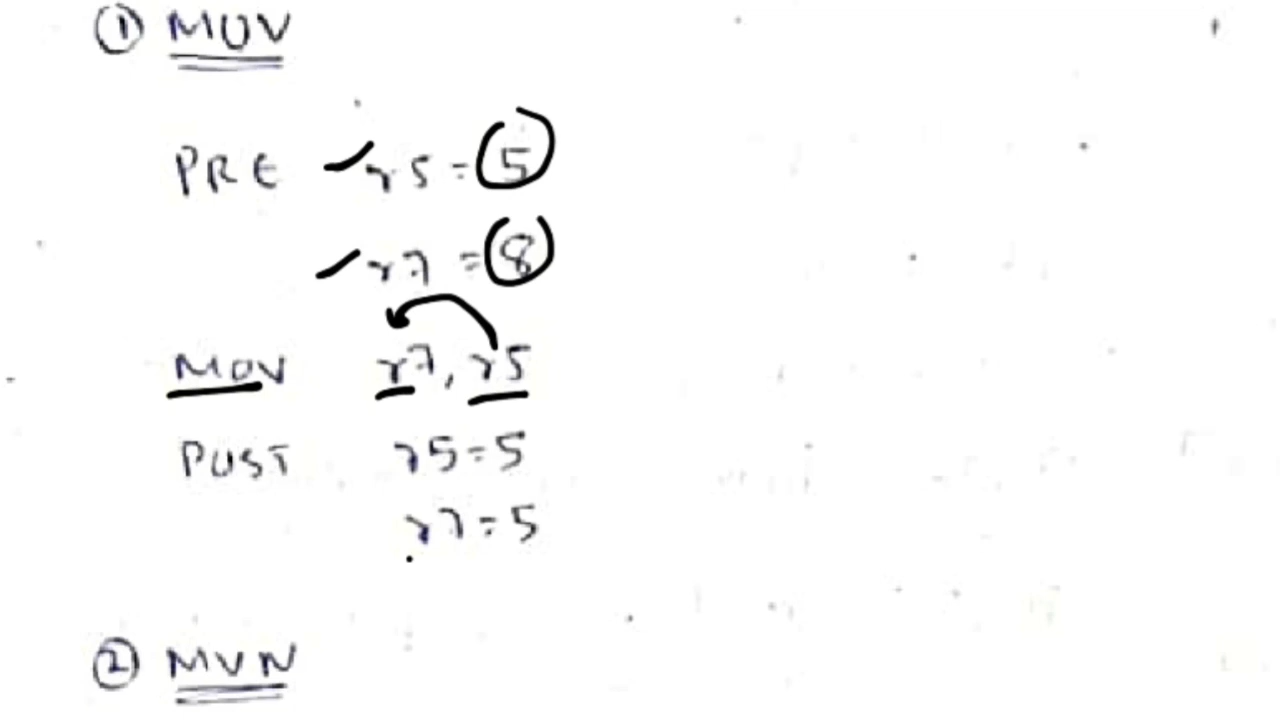 ① MOV
PRE r5 = 5
r7 = 8
MOV r7, r5
POST r5 = 5
r7 = 5
② MVN